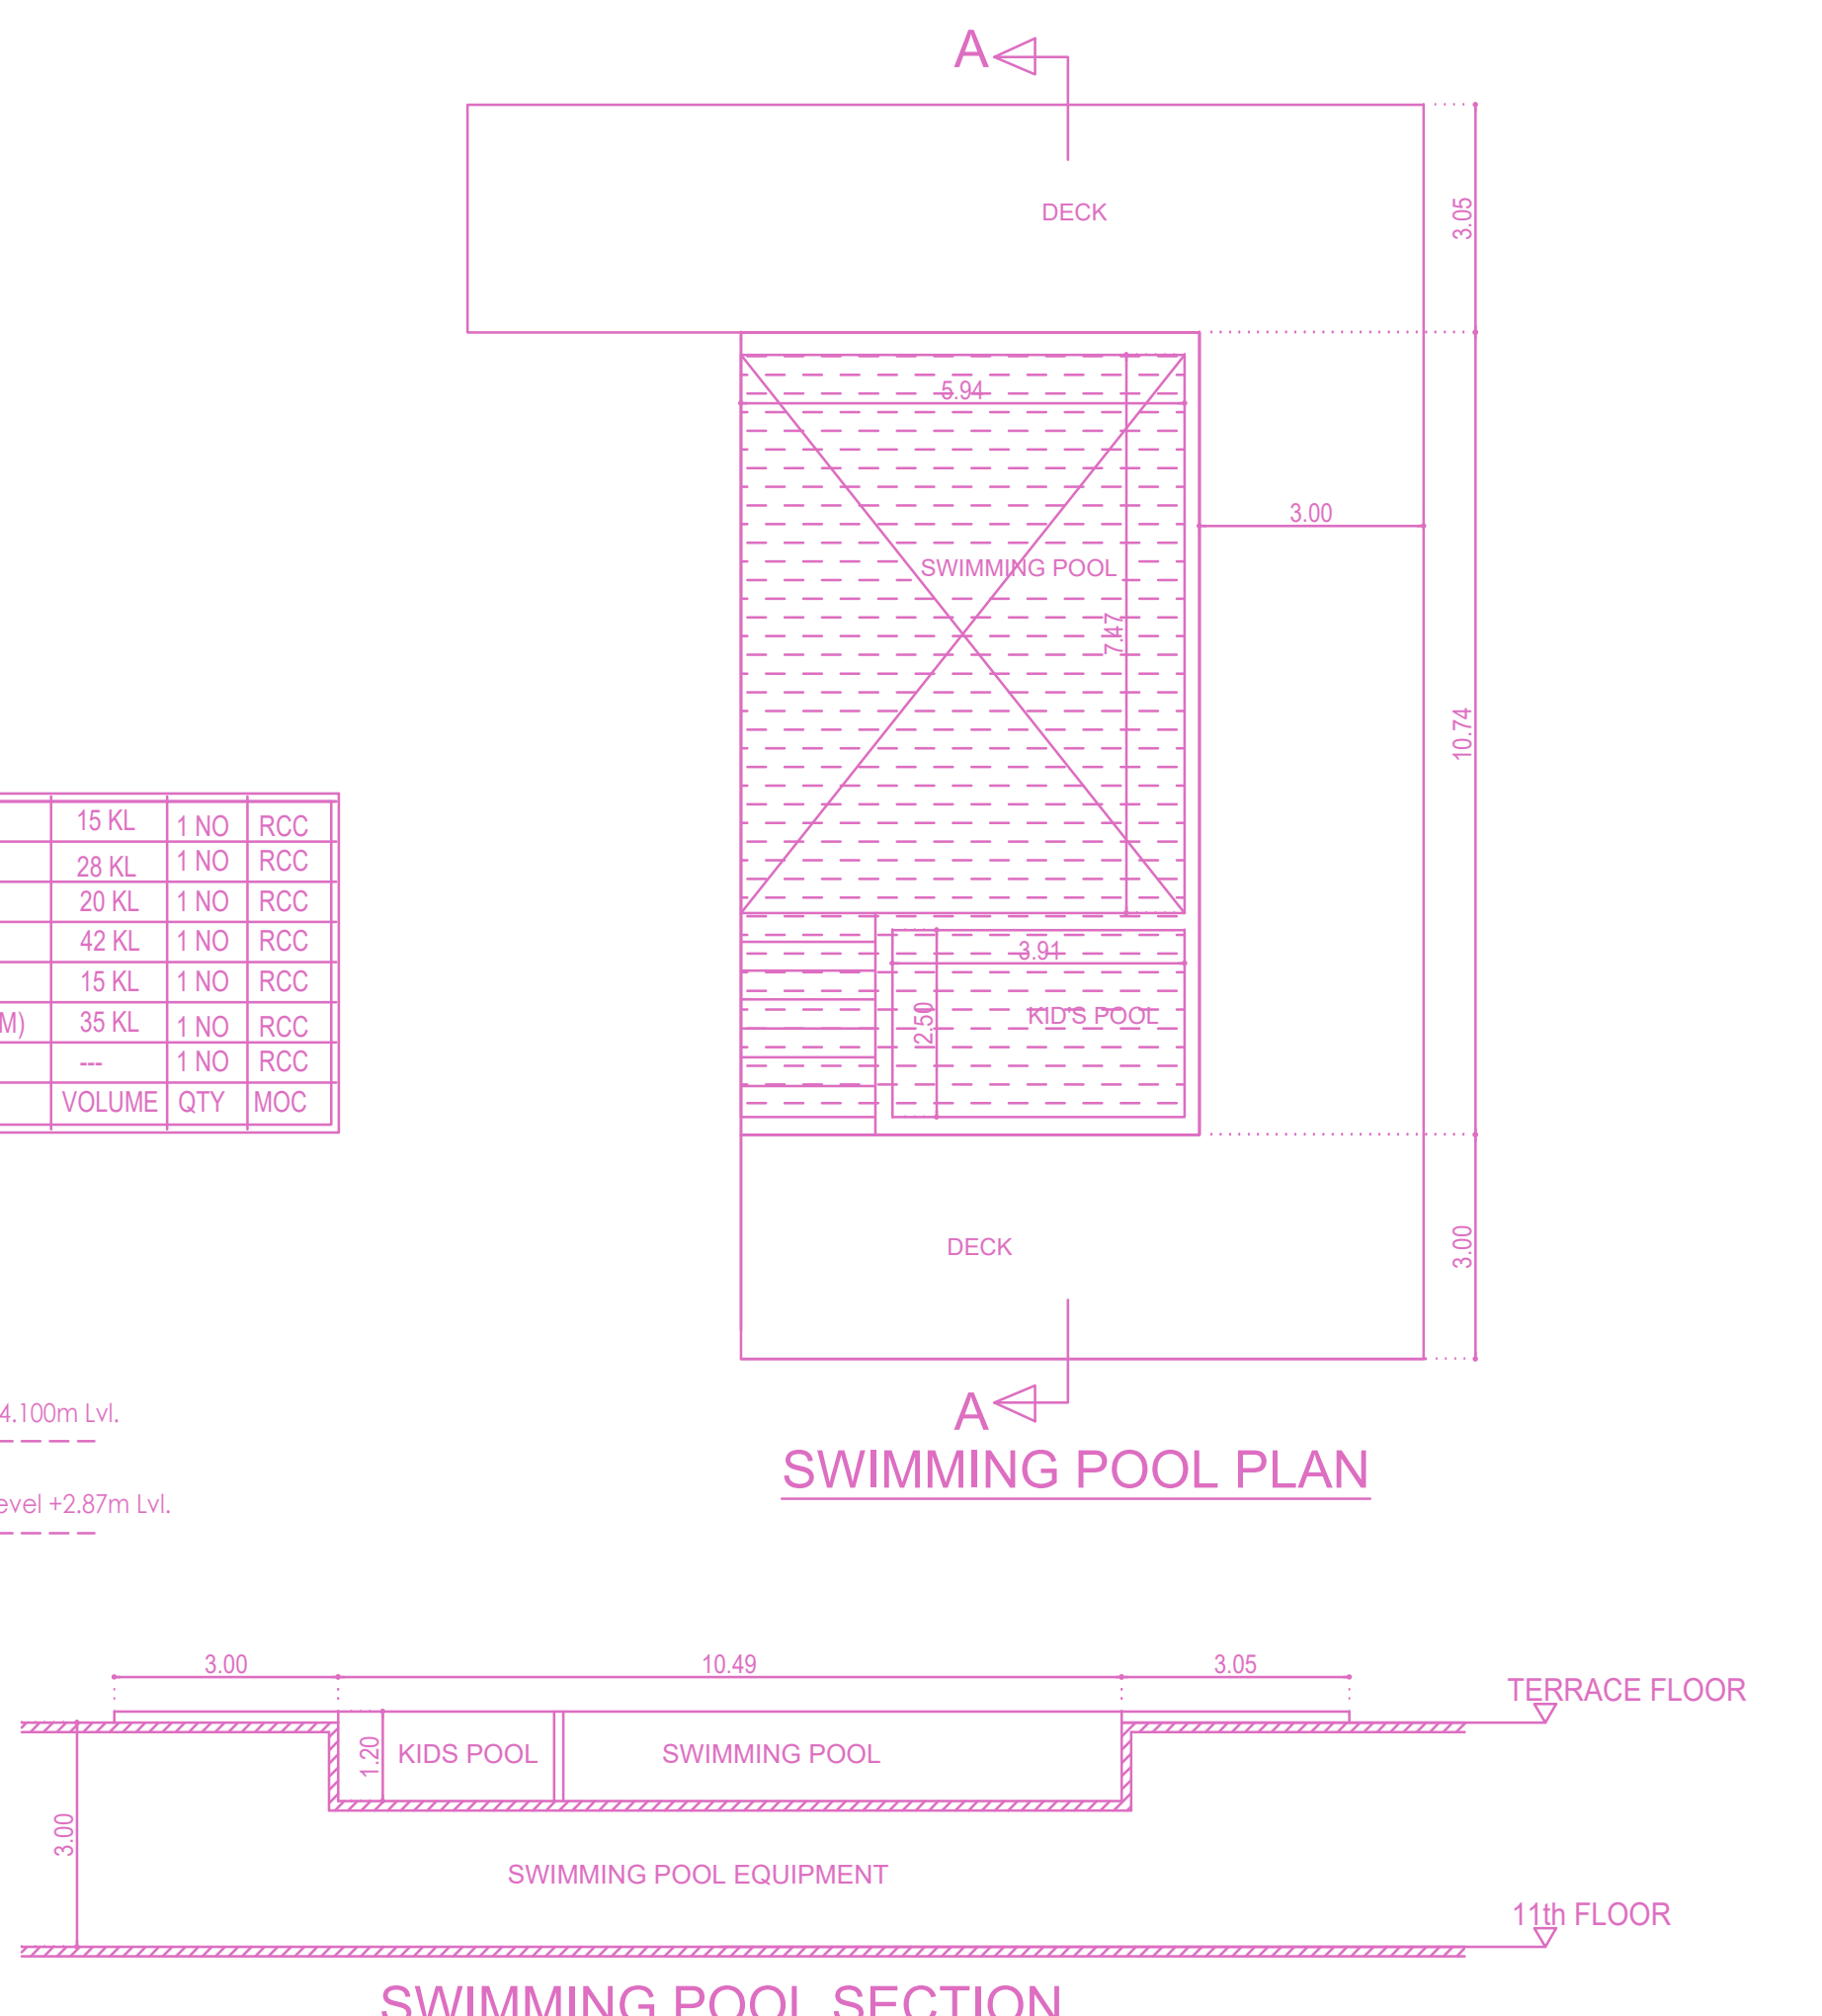 A
DECK
3.05
5.94
3.00
SWIMMING POOL
7.47
10.74
15 KL 1 NO RCC
28 KL 1 NO RCC
20 KL 1 NO RCC
42 KL 1 NO RCC
15 KL 1 NO RCC
M) 35 KL 1 NO RCC
--- 1 NO RCC
VOLUME QTY MOC
3.91
2.50
KID'S POOL
DECK
3.00
A
SWIMMING POOL PLAN
4.100m Lvl.
evel +2.87m Lvl.
3.00
10.49
3.05
TERRACE FLOOR
1.20
KIDS POOL
SWIMMING POOL
3.00
SWIMMING POOL EQUIPMENT
11th FLOOR
SWIMMING POOL SECTION